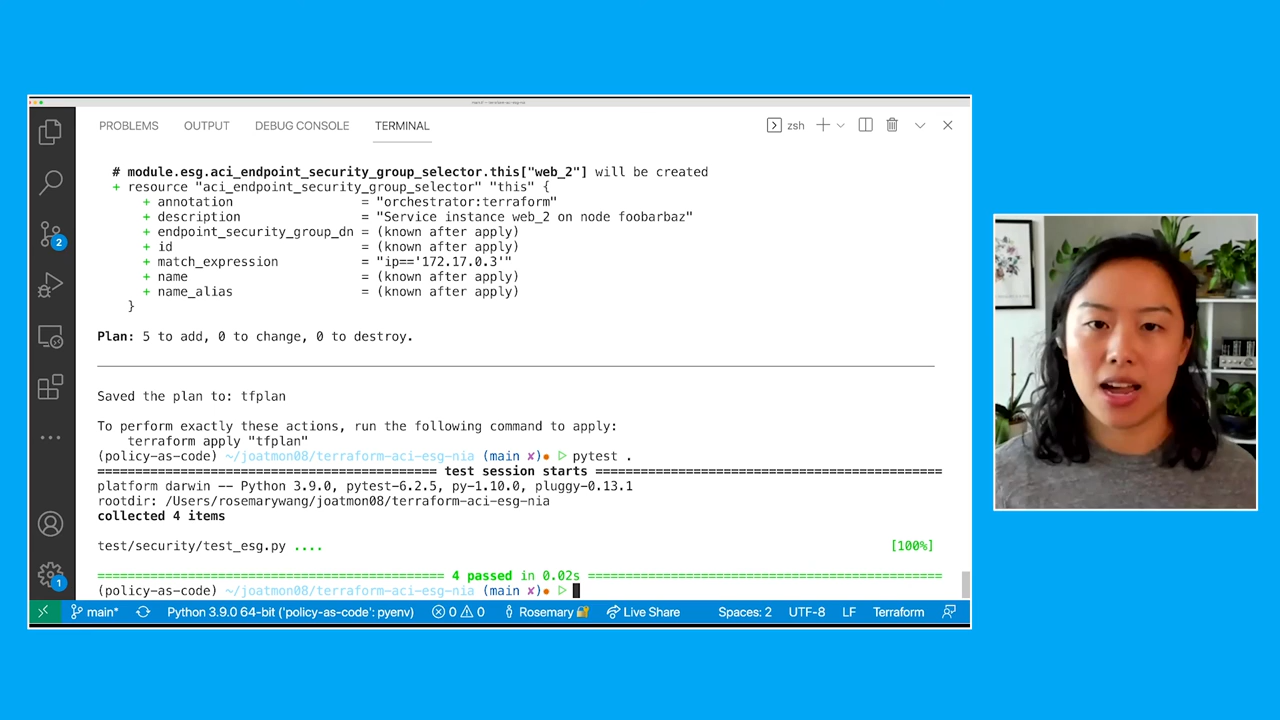 PROBLEMS OUTPUT DEBUG CONSOLE TERMINAL zsh
# module.esg.aci_endpoint_security_group_selector.this["web_2"] will be created
+ resource "aci_endpoint_security_group_selector" "this" {
+ annotation = "orchestrator:terraform"
+ description = "Service instance web_2 on node foobarbaz"
+ endpoint_security_group_dn = (known after apply)
+ id = (known after apply)
+ match_expression = "ip=='172.17.0.3'"
+ name = (known after apply)
+ name_alias = (known after apply)
}
Plan: 5 to add, 0 to change, 0 to destroy.
Saved the plan to: tfplan
To perform exactly these actions, run the following command to apply:
terraform apply "tfplan"
(policy-as-code) ~/joatmon08/terraform-aci-esg-nia (main ✘)● ▷ pytest .
============================================== test session starts ===============================================
platform darwin -- Python 3.9.0, pytest-6.2.5, py-1.10.0, pluggy-0.13.1
rootdir: /Users/rosemarywang/joatmon08/terraform-aci-esg-nia
collected 4 items
test/security/test_esg.py .... [100%]
=============================================== 4 passed in 0.02s ================================================
(policy-as-code) ~/joatmon08/terraform-aci-esg-nia (main ✘)● ▷
2
1
main* Python 3.9.0 64-bit ('policy-as-code': pyenv) 0 0 Rosemary Live Share Spaces: 2 UTF-8 LF Terraform